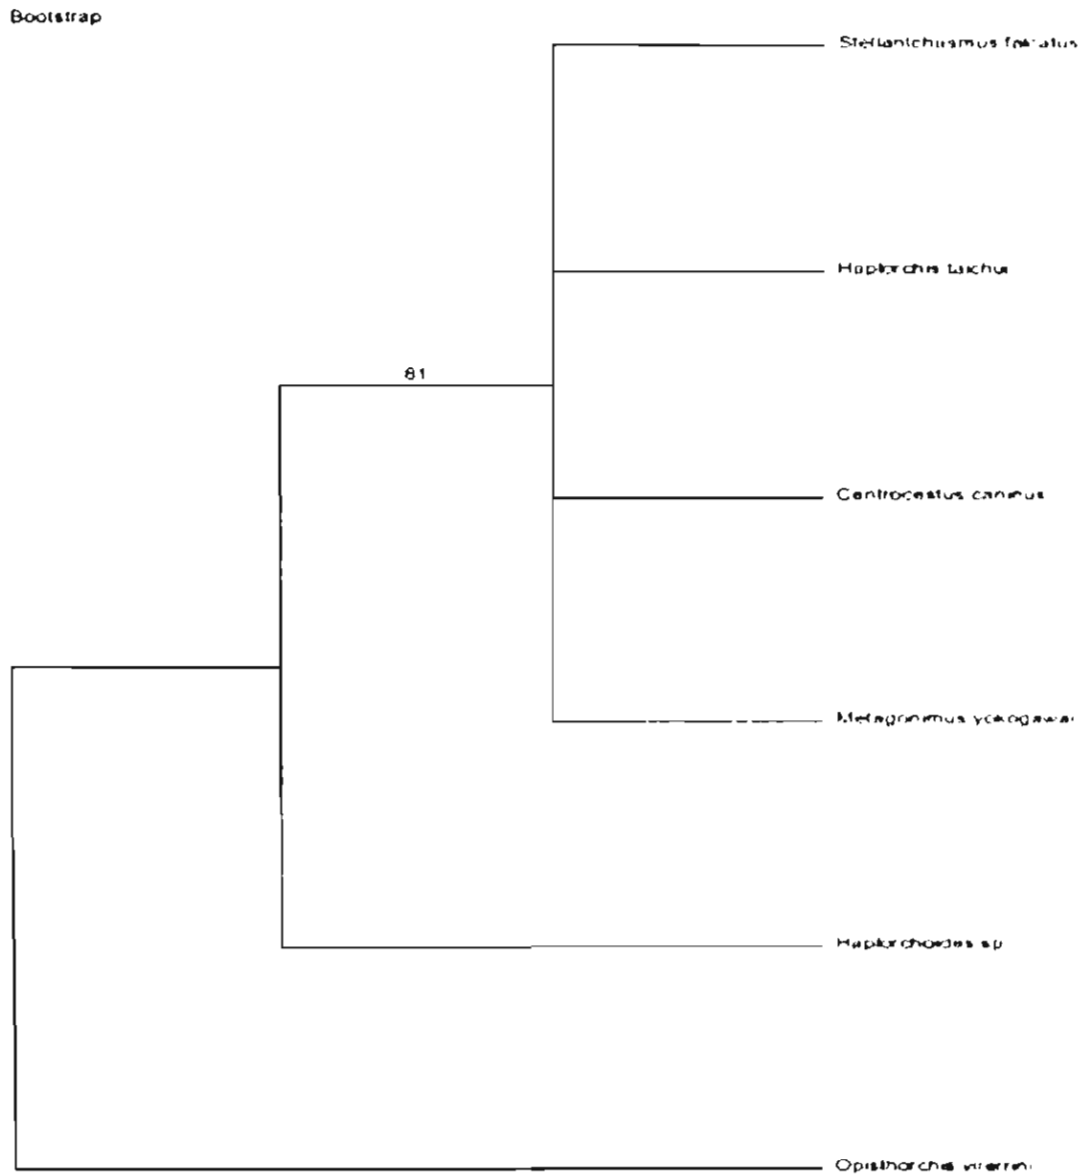 Bootstrap
Stellantchasmus falcatus
Haplorchis taichui
81
Centrocestus caninus
Metagonimus yokogawai
Haplorchoides sp
Opisthorchis viverrini